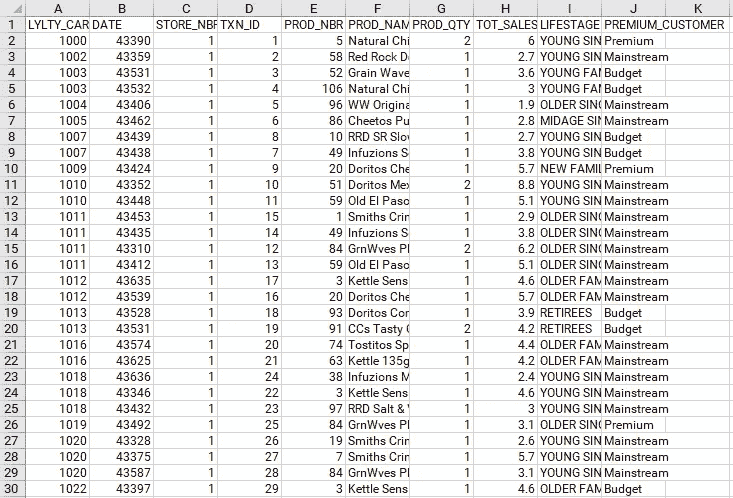 A B C D E F G H I J K
1 LYLTY_CAR DATE STORE_NBR TXN_ID PROD_NBR PROD_NAM PROD_QTY TOT_SALES LIFESTAGE PREMIUM_CUSTOMER
2 1000 43390 1 1 5 Natural Chi 2 6 YOUNG SIN Premium
3 1002 43359 1 2 58 Red Rock D 1 2.7 YOUNG SIN Mainstream
4 1003 43531 1 3 52 Grain Wave 1 3.6 YOUNG FAM Budget
5 1003 43532 1 4 106 Natural Chi 1 3 YOUNG FAM Budget
6 1004 43406 1 5 96 WW Origina 1 1.9 OLDER SING Mainstream
7 1005 43462 1 6 86 Cheetos Pu 1 2.8 MIDAGE SIN Mainstream
8 1007 43439 1 8 10 RRD SR Slov 1 2.7 YOUNG SIN Budget
9 1007 43438 1 7 49 Infuzions S 1 3.8 YOUNG SIN Budget
10 1009 43424 1 9 20 Doritos Che 1 5.7 NEW FAMIL Premium
11 1010 43352 1 10 51 Doritos Mex 2 8.8 YOUNG SIN Mainstream
12 1010 43448 1 11 59 Old El Paso 1 5.1 YOUNG SIN Mainstream
13 1011 43453 1 15 1 Smiths Crin 1 2.9 OLDER SING Mainstream
14 1011 43435 1 14 49 Infuzions S 1 3.8 OLDER SING Mainstream
15 1011 43310 1 12 84 GrnWves Pl 2 6.2 OLDER SING Mainstream
16 1011 43412 1 13 59 Old El Paso 1 5.1 OLDER SING Mainstream
17 1012 43635 1 17 3 Kettle Sens 1 4.6 OLDER FAM Mainstream
18 1012 43539 1 16 20 Doritos Che 1 5.7 OLDER FAM Mainstream
19 1013 43528 1 18 93 Doritos Cor 1 3.9 RETIREES Budget
20 1013 43531 1 19 91 CCs Tasty C 2 4.2 RETIREES Budget
21 1016 43574 1 20 74 Tostitos Sp 1 4.4 OLDER FAM Mainstream
22 1016 43625 1 21 63 Kettle 135g 1 4.2 OLDER FAM Mainstream
23 1018 43636 1 24 38 Infuzions M 1 2.4 YOUNG SIN Mainstream
24 1018 43346 1 22 3 Kettle Sens 1 4.6 YOUNG SIN Mainstream
25 1018 43432 1 23 97 RRD Salt & V 1 3 YOUNG SIN Mainstream
26 1019 43492 1 25 84 GrnWves Pl 1 3.1 OLDER SING Premium
27 1020 43328 1 26 19 Smiths Crin 1 2.6 YOUNG SIN Mainstream
28 1020 43375 1 27 7 Smiths Crin 1 5.7 YOUNG SIN Mainstream
29 1020 43587 1 28 84 GrnWves Pl 1 3.1 YOUNG SIN Mainstream
30 1022 43397 1 29 3 Kettle Sens 1 4.6 OLDER FAM Budget